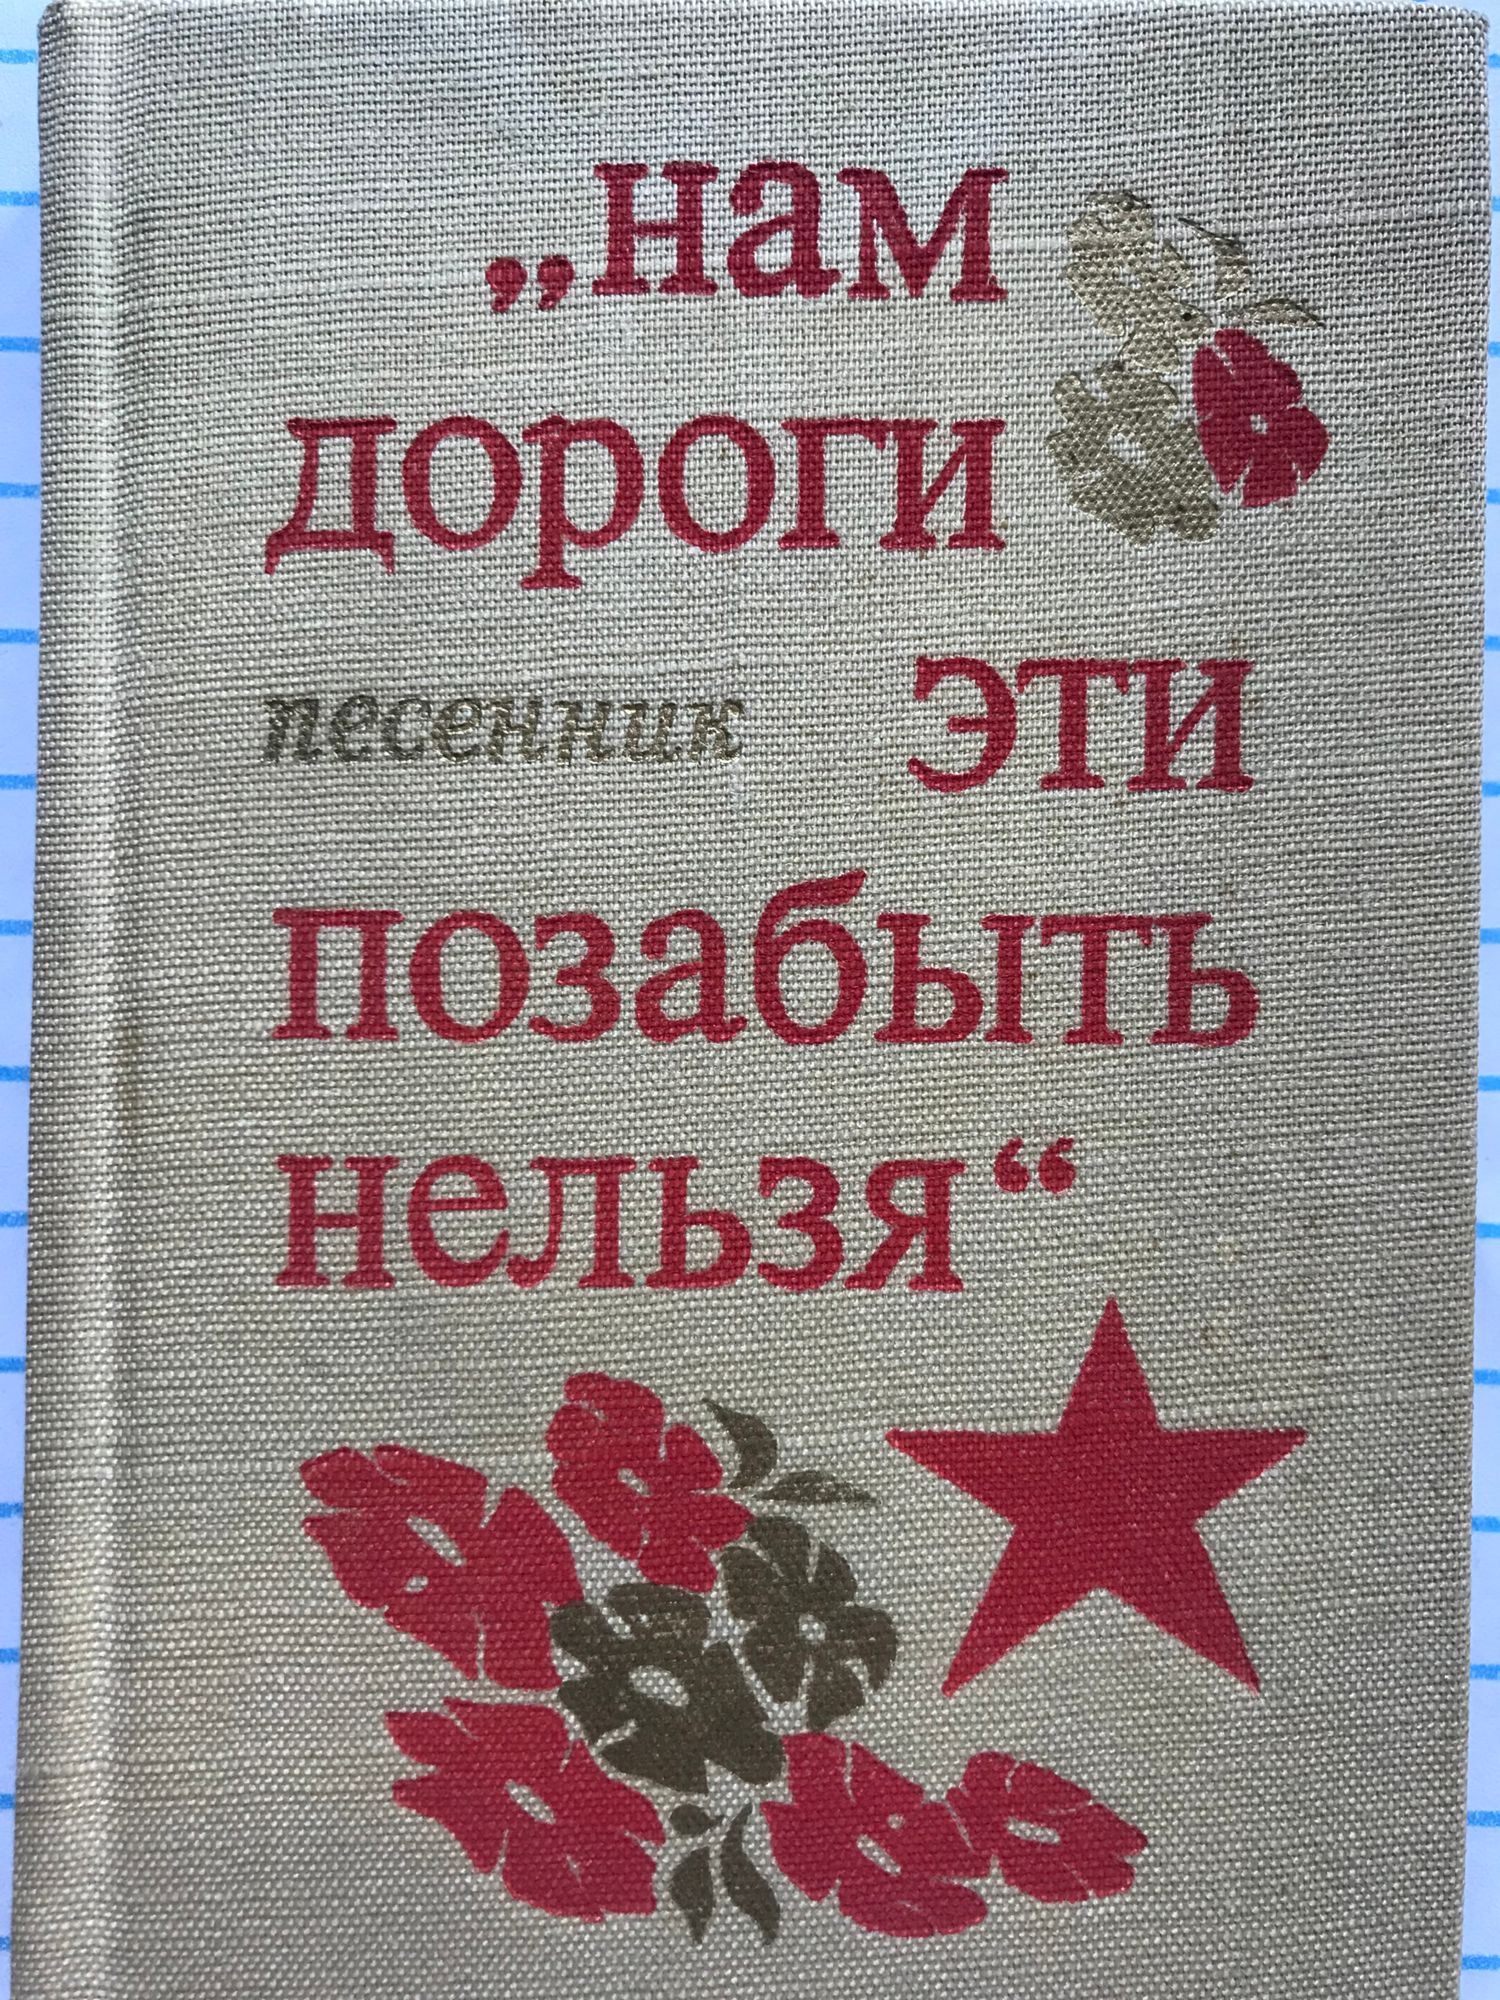 „нам
дороги
песенник эти
позабыть
нельзя“